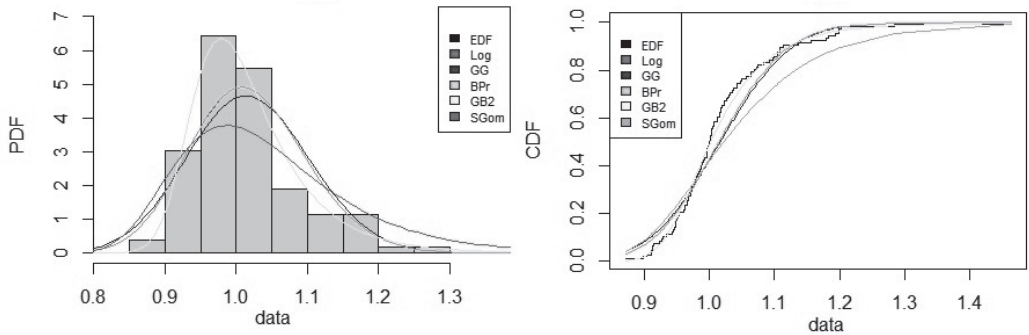 PDF
7
6
5
4
3
2
1
0
EDF
Log
GG
BPr
GB2
SGom
0.8 0.9 1.0 1.1 1.2 1.3
data
CDF
1.0
0.8
0.6
0.4
0.2
0.0
EDF
Log
GG
BPr
GB2
SGom
0.9 1.0 1.1 1.2 1.3 1.4
data